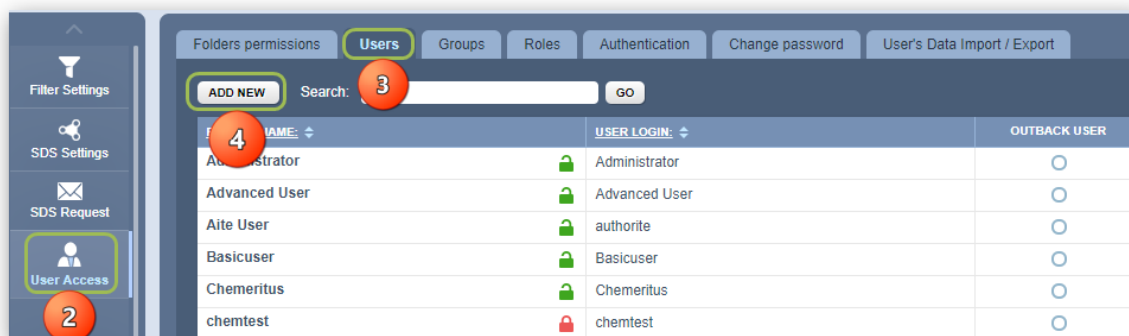 Folders permissions Users Groups Roles Authentication Change password User's Data Import / Export
Filter Settings
SDS Settings
SDS Request
User Access
2
3
ADD NEW Search: GO
4
NAME: USER LOGIN: OUTBACK USER
Administrator Administrator
Advanced User Advanced User
Aite User authorite
Basicuser Basicuser
Chemeritus Chemeritus
chemtest chemtest